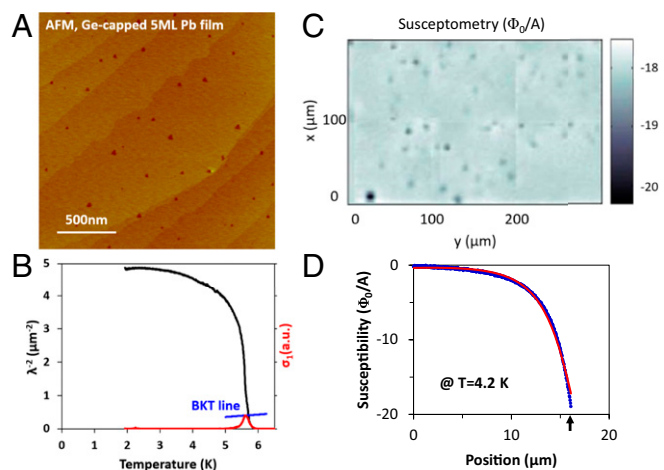 A
AFM, Ge-capped 5ML Pb film
500nm
B
5
4
3
2
1
0
λ⁻² (µm⁻²)
σ₁(a.u.)
BKT line
0 1 2 3 4 5 6
Temperature (K)
C
Susceptometry (Φ₀/A)
x (µm)
100
0
0 100 200
y (µm)
-18
-19
-20
D
Susceptibility (Φ₀/A)
0
-10
-20
@ T=4.2 K
0 10 20
Position (µm)